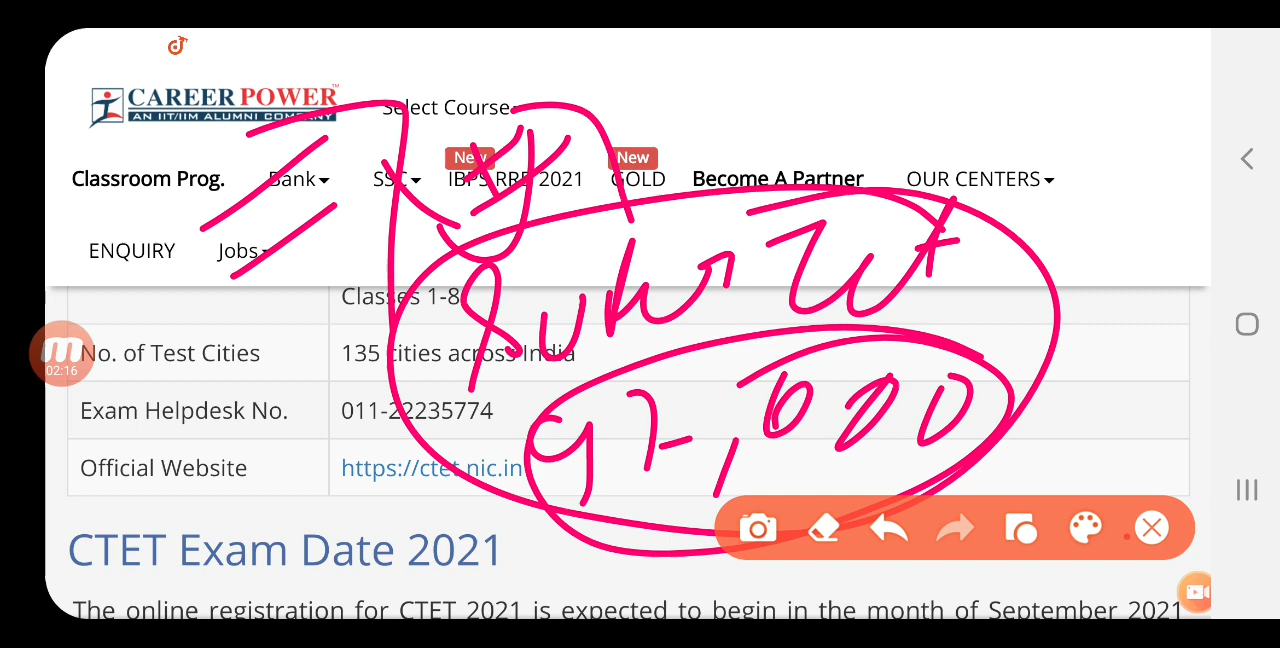 CAREER POWER
AN IIT/IIM ALUMNI COMPANY
Select Course
New New
Classroom Prog. Bank SSC IBPS RRB 2021 GOLD Become A Partner OUR CENTERS
ENQUIRY Jobs
Classes 1-8
No. of Test Cities 135 cities across India
02:16
Exam Helpdesk No. 011-22235774
Official Website https://ctet.nic.in
CTET Exam Date 2021
The online registration for CTET 2021 is expected to begin in the month of September 2021